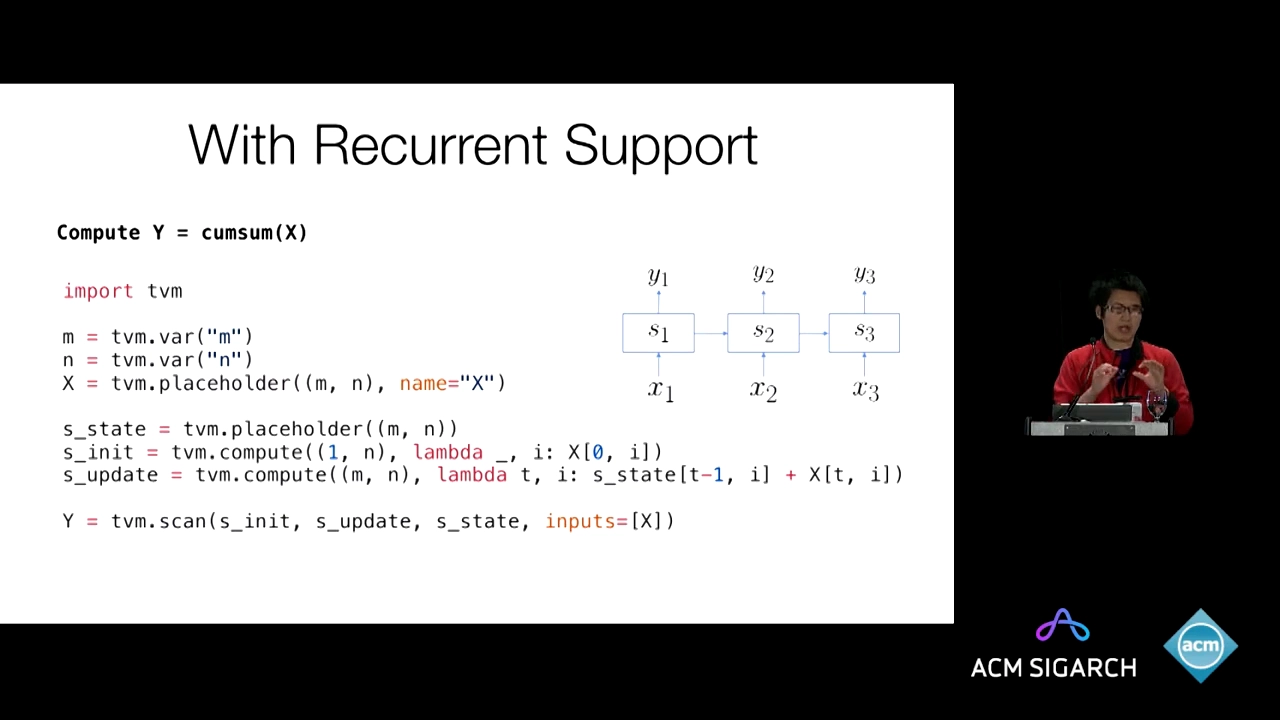 With Recurrent Support
Compute Y = cumsum(X)
import tvm
m = tvm.var("m")
n = tvm.var("n")
X = tvm.placeholder((m, n), name="X")
s_state = tvm.placeholder((m, n))
s_init = tvm.compute((1, n), lambda _, i: X[0, i])
s_update = tvm.compute((m, n), lambda t, i: s_state[t-1, i] + X[t, i])
Y = tvm.scan(s_init, s_update, s_state, inputs=[X])
y1 y2 y3
s1 s2 s3
x1 x2 x3
ACM SIGARCH
acm